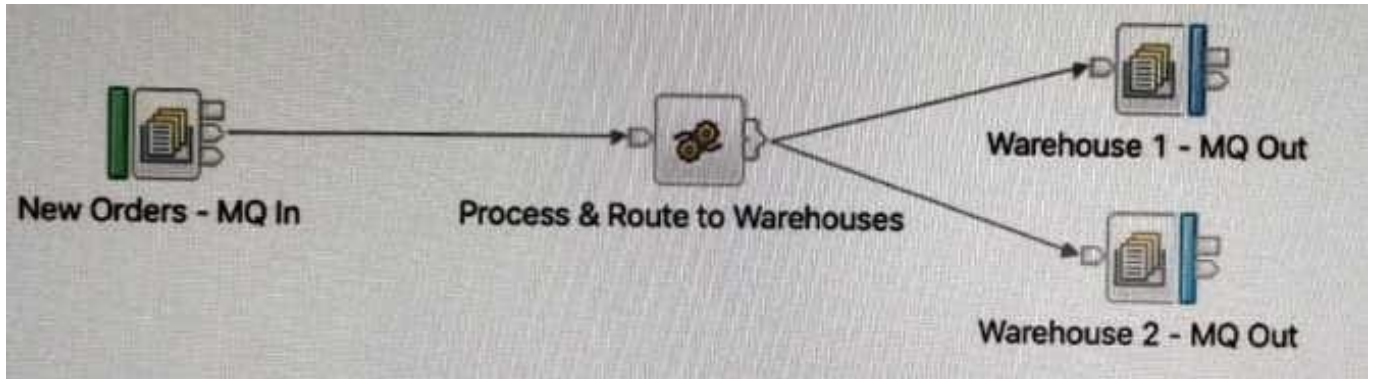 New Orders - MQ In
Process & Route to Warehouses
Warehouse 1 - MQ Out
Warehouse 2 - MQ Out